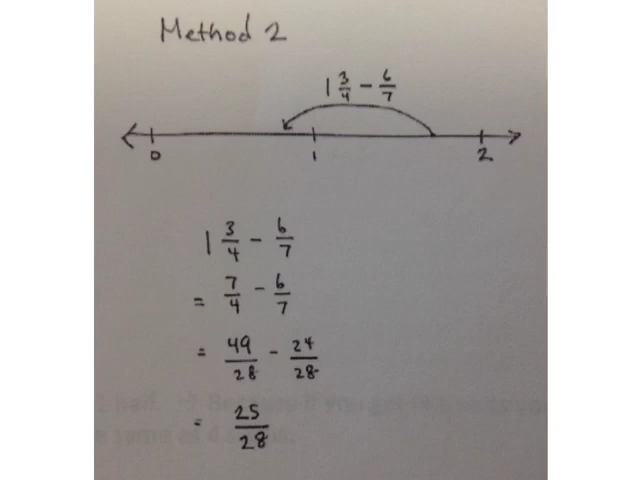 Method 2
1 3/4 - 6/7
0 1 2
1 3/4 - 6/7
= 7/4 - 6/7
= 49/28 - 24/28
= 25/28